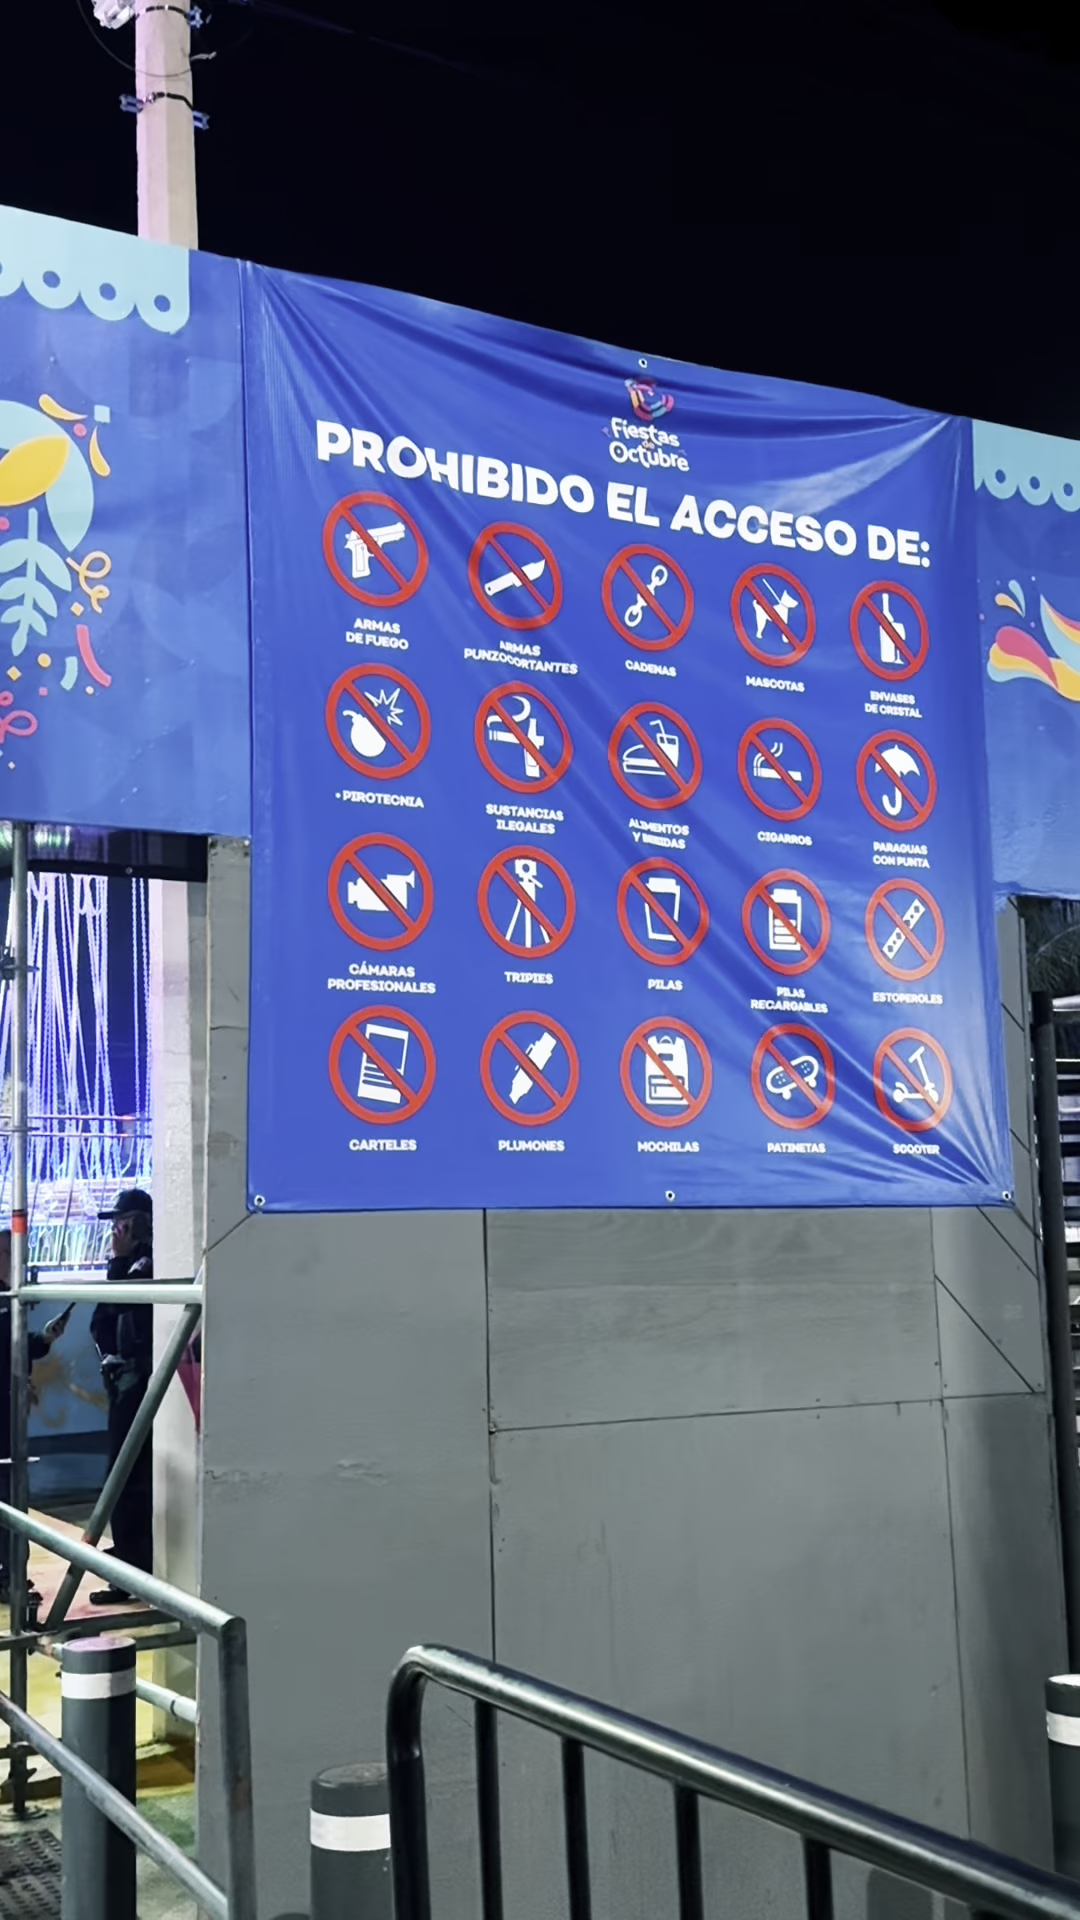 Fiestas
de
Octubre
PROHIBIDO EL ACCESO DE:
ARMAS
DE FUEGO
ARMAS
PUNZOCORTANTES
CADENAS
MASCOTAS
ENVASES
DE CRISTAL
• PIROTECNIA
SUSTANCIAS
ILEGALES
ALIMENTOS
Y BEBIDAS
CIGARROS
PARAGUAS
CON PUNTA
CÁMARAS
PROFESIONALES
TRIPIES
PILAS
PILAS
RECARGABLES
ESTOPEROLES
CARTELES
PLUMONES
MOCHILAS
PATINETAS
SCOOTER